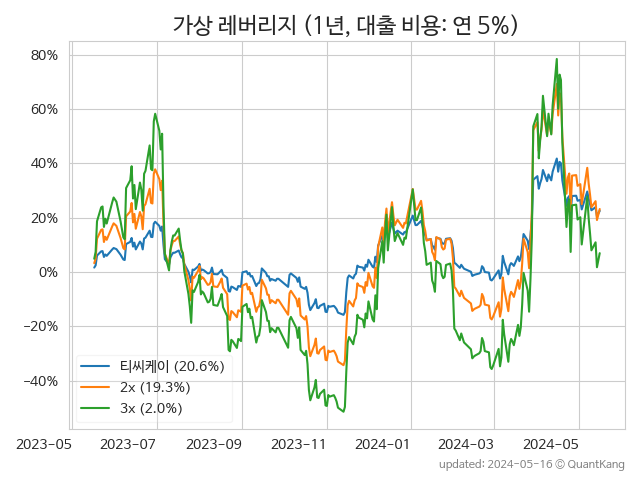 가상 레버리지 (1년, 대출 비용: 연 5%)
80%
60%
40%
20%
0%
−20%
−40%
티씨케이 (20.6%)
2x (19.3%)
3x (2.0%)
2023-05 2023-07 2023-09 2023-11 2024-01 2024-03 2024-05
updated: 2024-05-16 ⓒ QuantKang